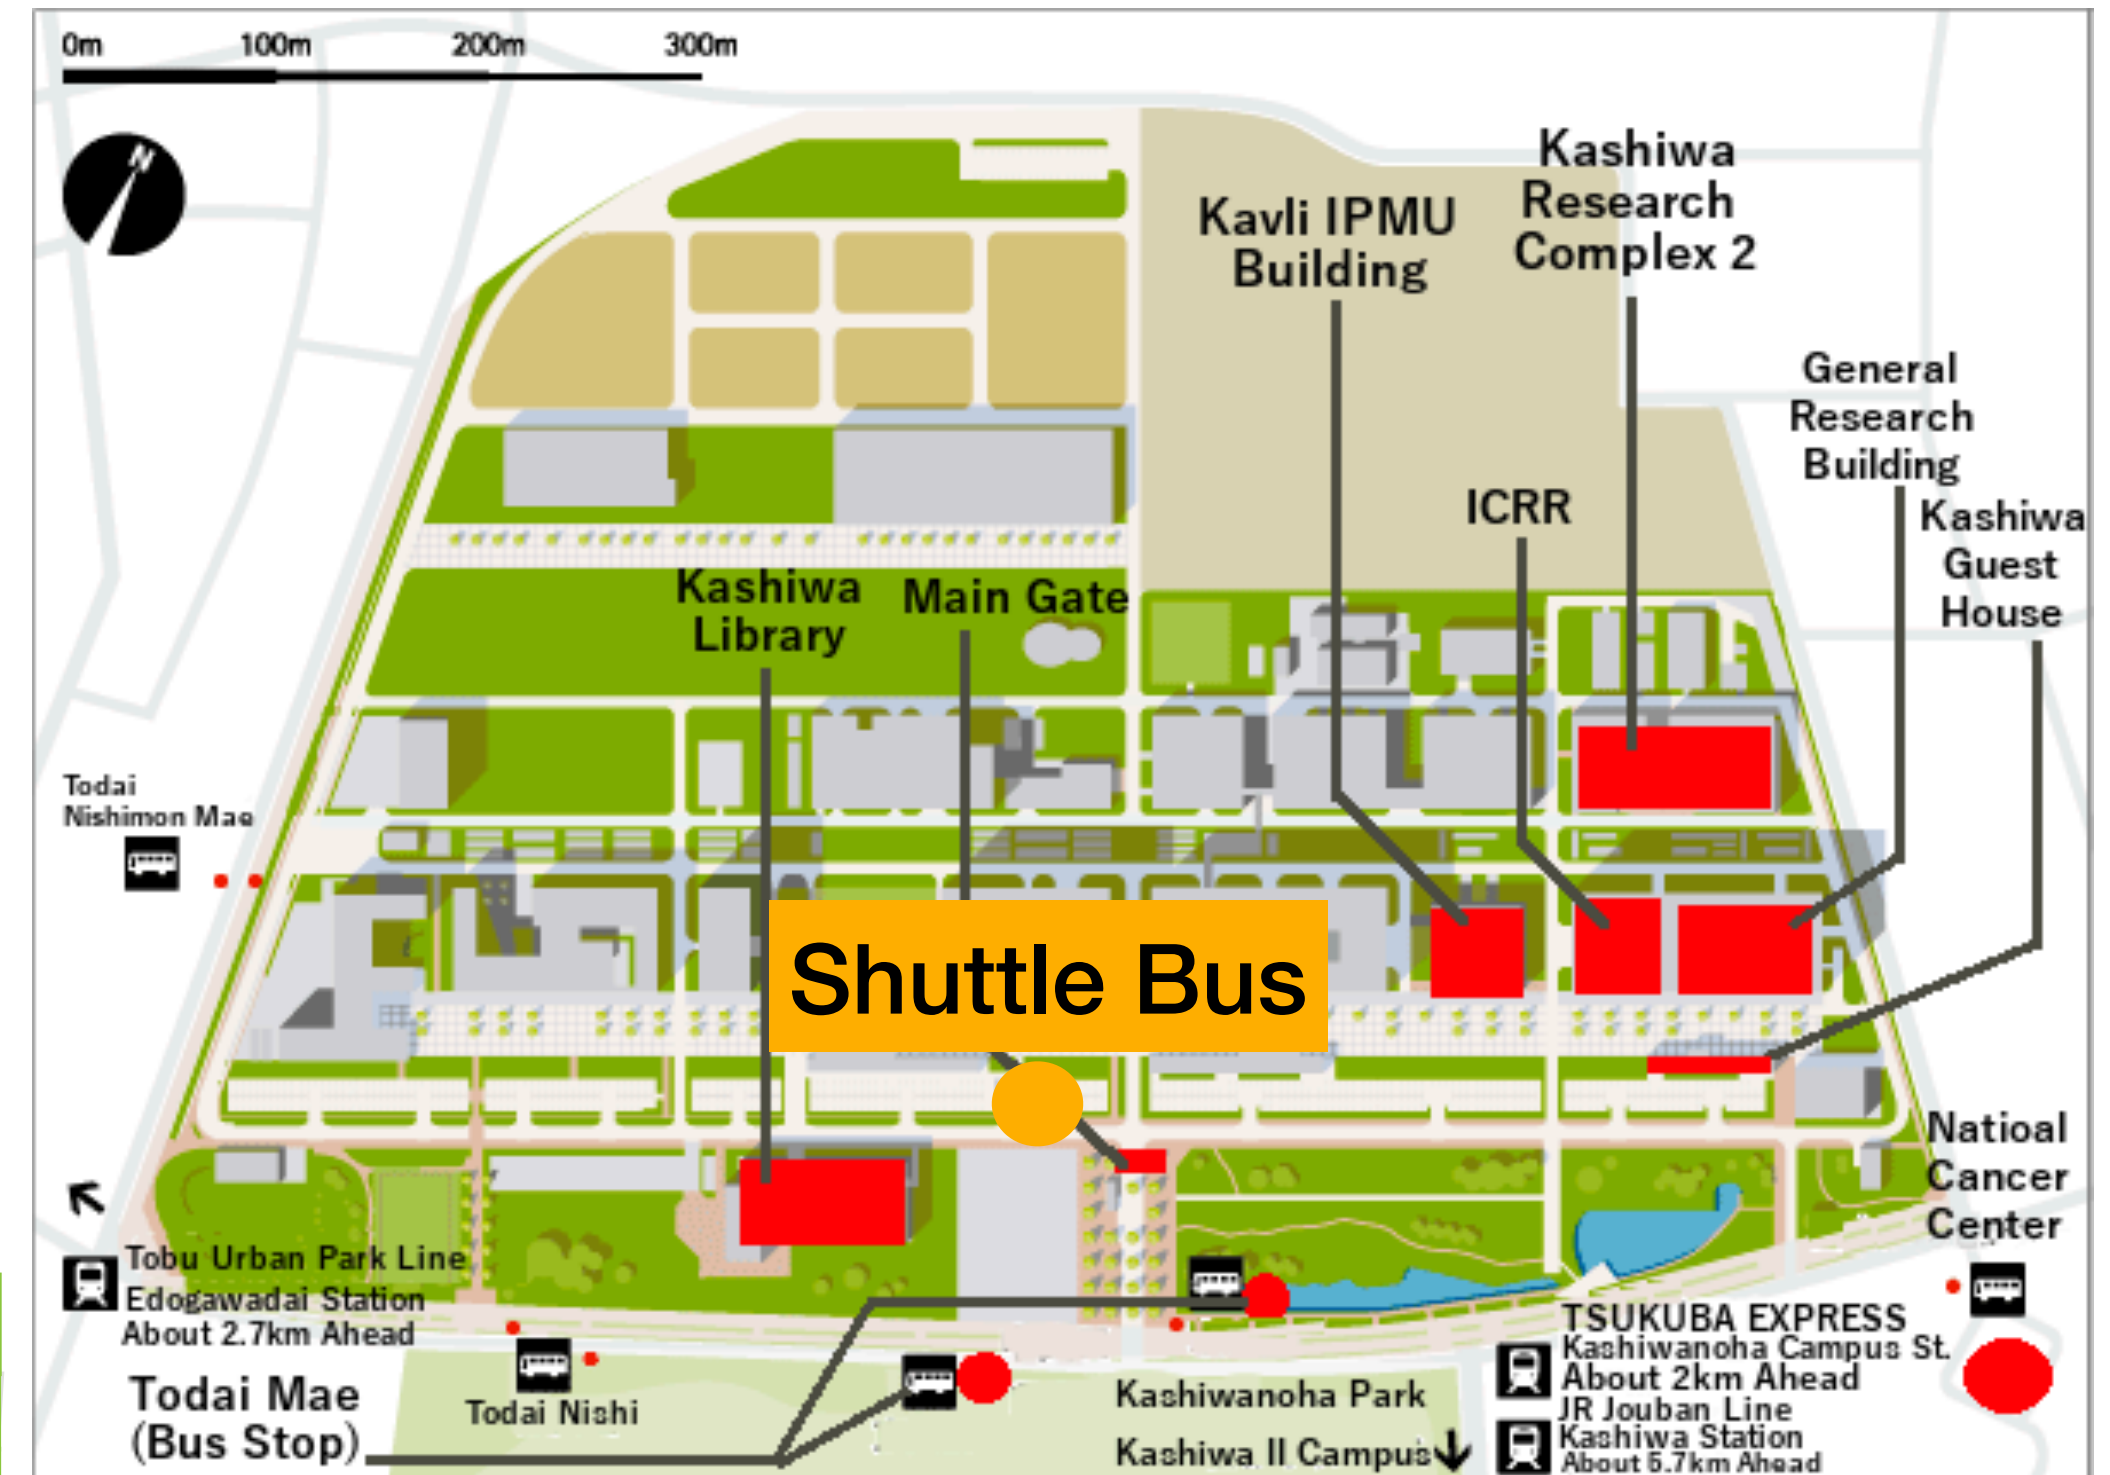 0m 100m 200m 300m
N
Kashiwa
Research
Complex 2
Kavli IPMU
Building
General
Research
Building
ICRR
Kashiwa
Guest
House
Kashiwa
Library
Main Gate
Todai
Nishimon Mae
Shuttle Bus
Natioal
Cancer
Center
Tobu Urban Park Line
Edogawadai Station
About 2.7km Ahead
Todai Mae
(Bus Stop)
Todai Nishi
Kashiwanoha Park
Kashiwa II Campus
TSUKUBA EXPRESS
Kashiwanoha Campus St.
About 2km Ahead
JR Jouban Line
Kashiwa Station
About 5.7km Ahead